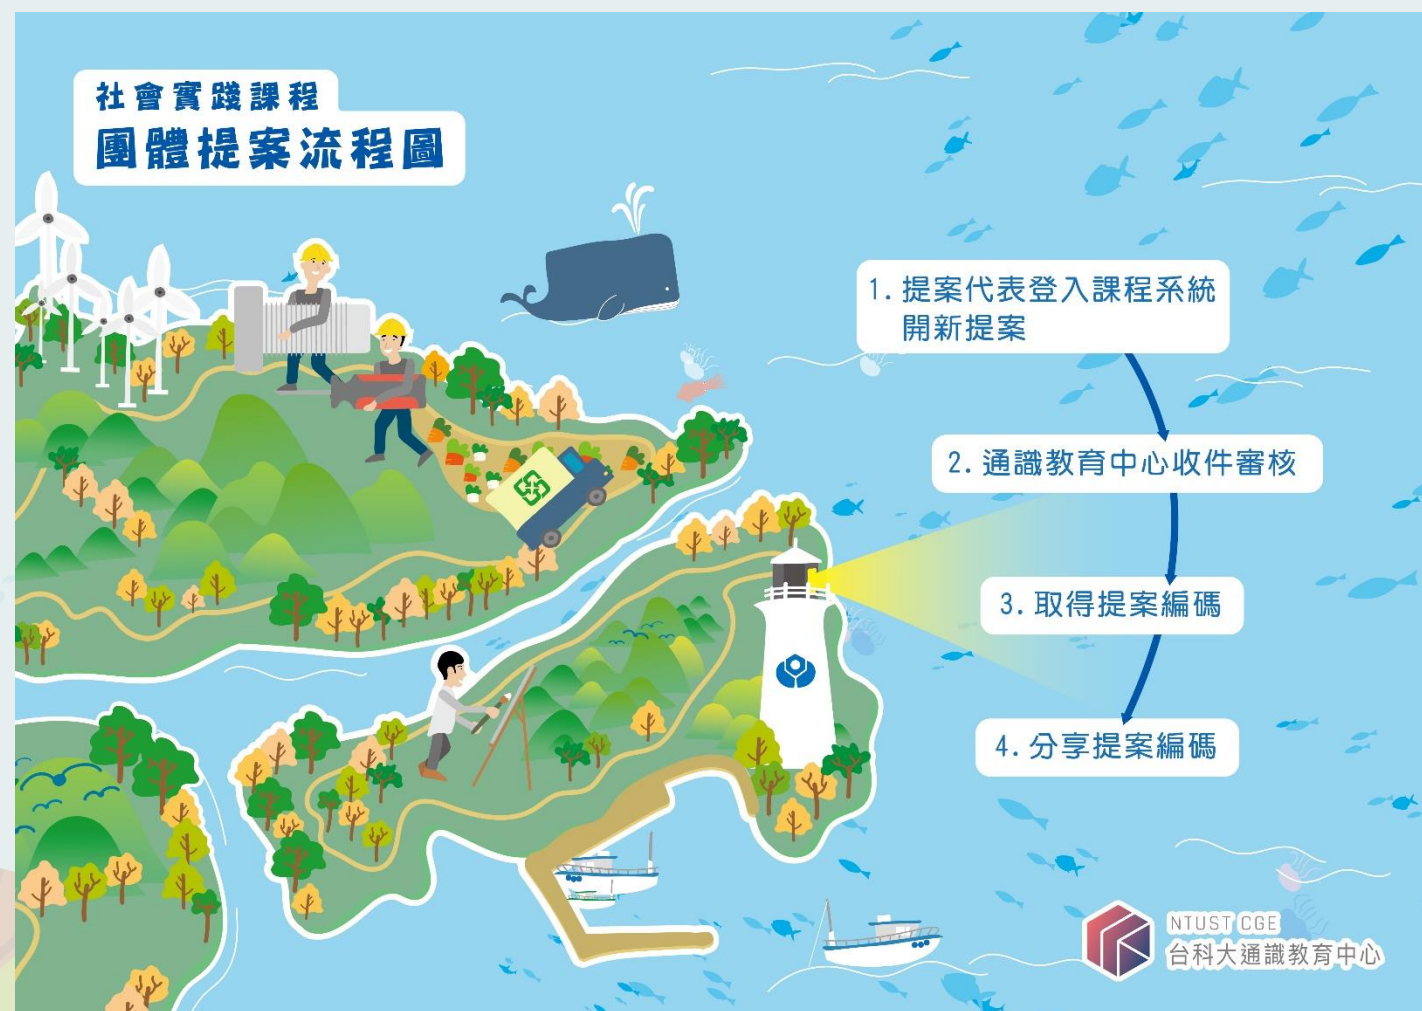 社會實踐課程
團體提案流程圖
1. 提案代表登入課程系統
開新提案
2. 通識教育中心收件審核
3. 取得提案編碼
4. 分享提案編碼
NTUST CGE
台科大通識教育中心